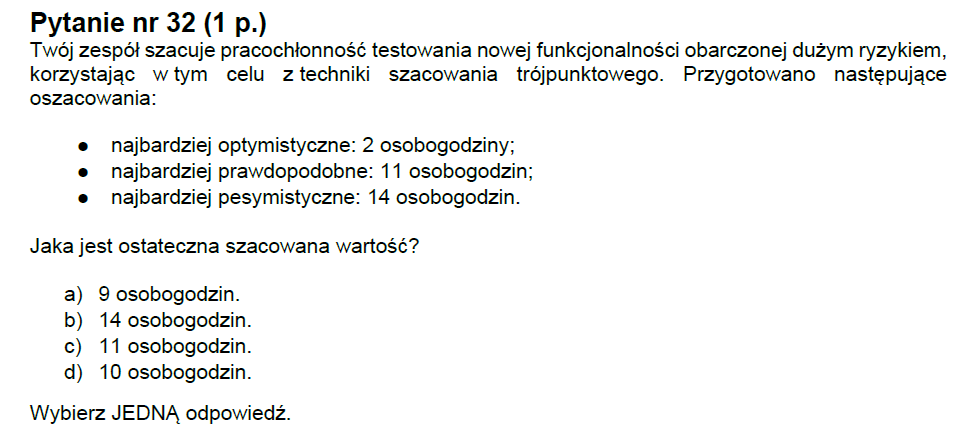 Pytanie nr 32 (1 p.)
Twój zespół szacuje pracochłonność testowania nowej funkcjonalności obarczonej dużym ryzykiem,
korzystając w tym celu z techniki szacowania trójpunktowego. Przygotowano następujące
oszacowania:
● najbardziej optymistyczne: 2 osobogodziny;
● najbardziej prawdopodobne: 11 osobogodzin;
● najbardziej pesymistyczne: 14 osobogodzin.
Jaka jest ostateczna szacowana wartość?
a) 9 osobogodzin.
b) 14 osobogodzin.
c) 11 osobogodzin.
d) 10 osobogodzin.
Wybierz JEDNĄ odpowiedź.